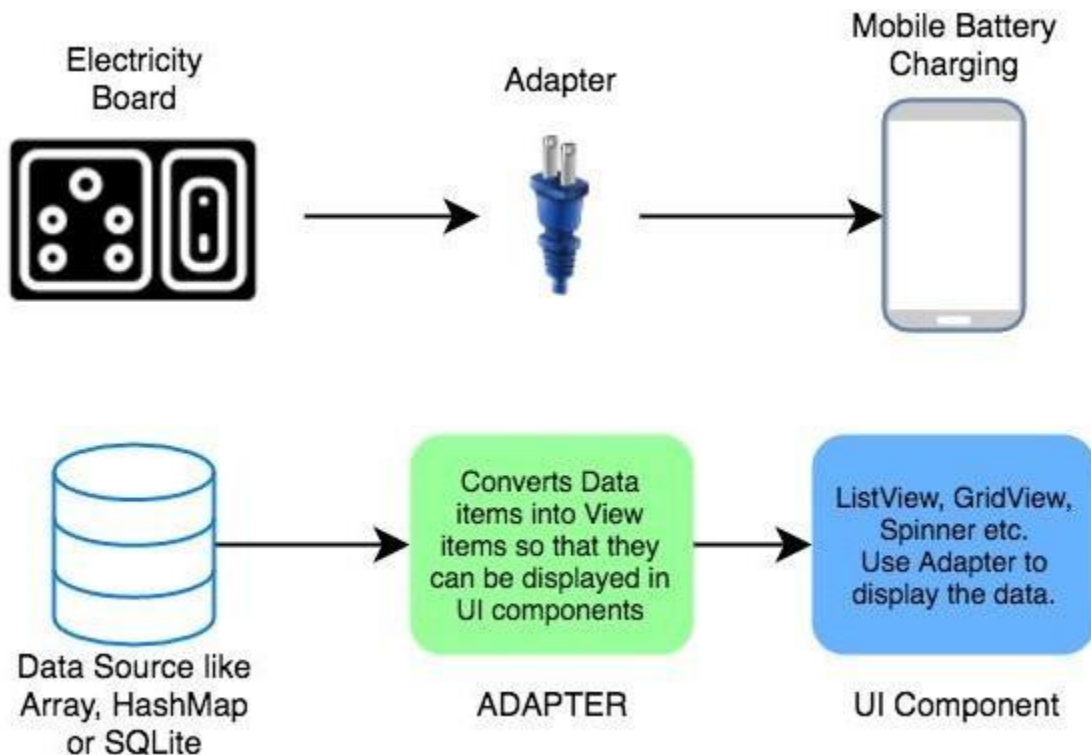 Electricity
Board
Adapter
Mobile Battery
Charging
Converts Data
items into View
items so that they
can be displayed in
UI components
ListView, GridView,
Spinner etc.
Use Adapter to
display the data.
Data Source like
Array, HashMap
or SQLite
ADAPTER
UI Component